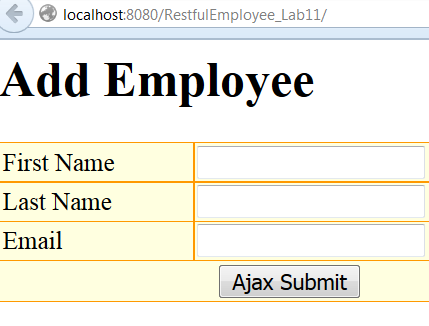 localhost:8080/RestfulEmployee_Lab11/
Add Employee
First Name
Last Name
Email
Ajax Submit